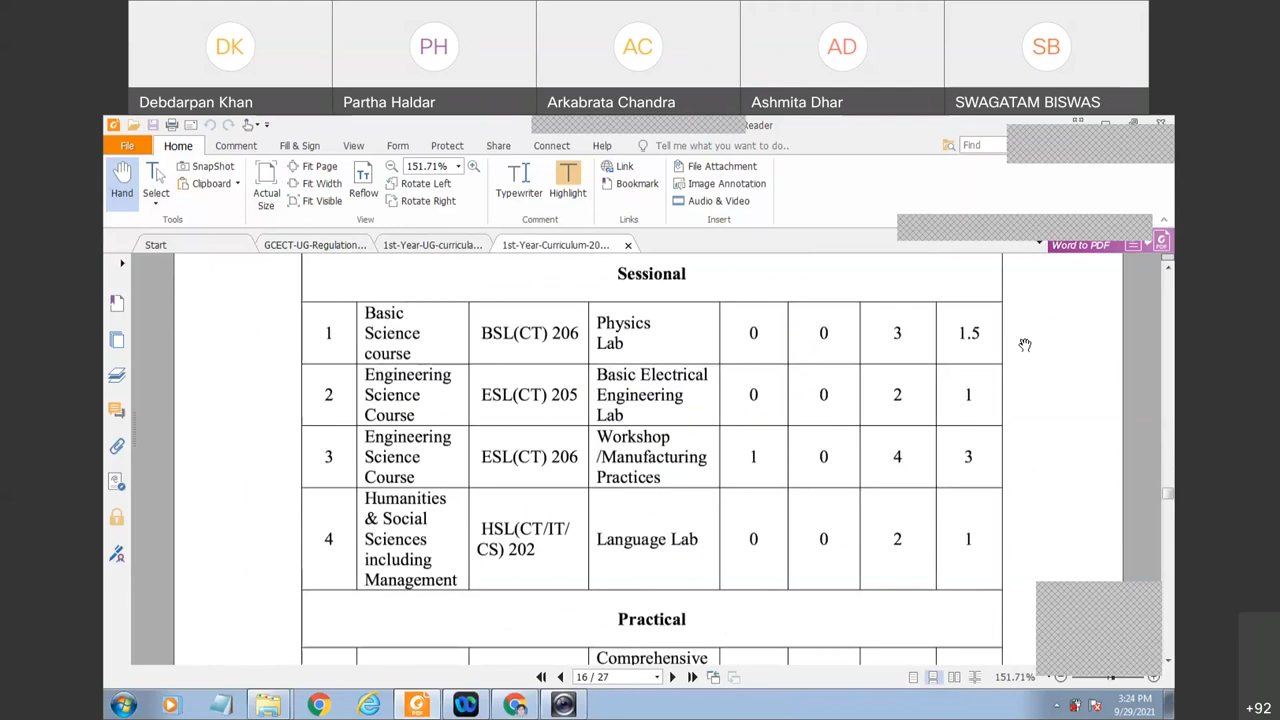 DK
PH
AC
AD
SB
Debdarpan Khan
Partha Haldar
Arkabrata Chandra
Ashmita Dhar
SWAGATAM BISWAS
Reader
File
Home
Comment
Fill & Sign
View
Form
Protect
Share
Connect
Help
Tell me what you want to do..
Find
Hand
Select
SnapShot
Clipboard
Actual
Size
Fit Page
Fit Width
Fit Visible
Reflow
151.71%
Rotate Left
Rotate Right
Typewriter
Highlight
Link
Bookmark
File Attachment
Image Annotation
Audio & Video
Tools
View
Comment
Links
Insert
Start
GCECT-UG-Regulation...
1st-Year-UG-curricula...
1st-Year-Curriculum-20...
Word to PDF
Sessional
1
Basic
Science
course
BSL(CT) 206
Physics
Lab
0
0
3
1.5
2
Engineering
Science
Course
ESL(CT) 205
Basic Electrical
Engineering
Lab
0
0
2
1
3
Engineering
Science
Course
ESL(CT) 206
Workshop
/Manufacturing
Practices
1
0
4
3
4
Humanities
& Social
Sciences
including
Management
HSL(CT/IT/
CS) 202
Language Lab
0
0
2
1
Practical
Comprehensive
16 / 27
151.71%
3:24 PM
9/29/2021
+92